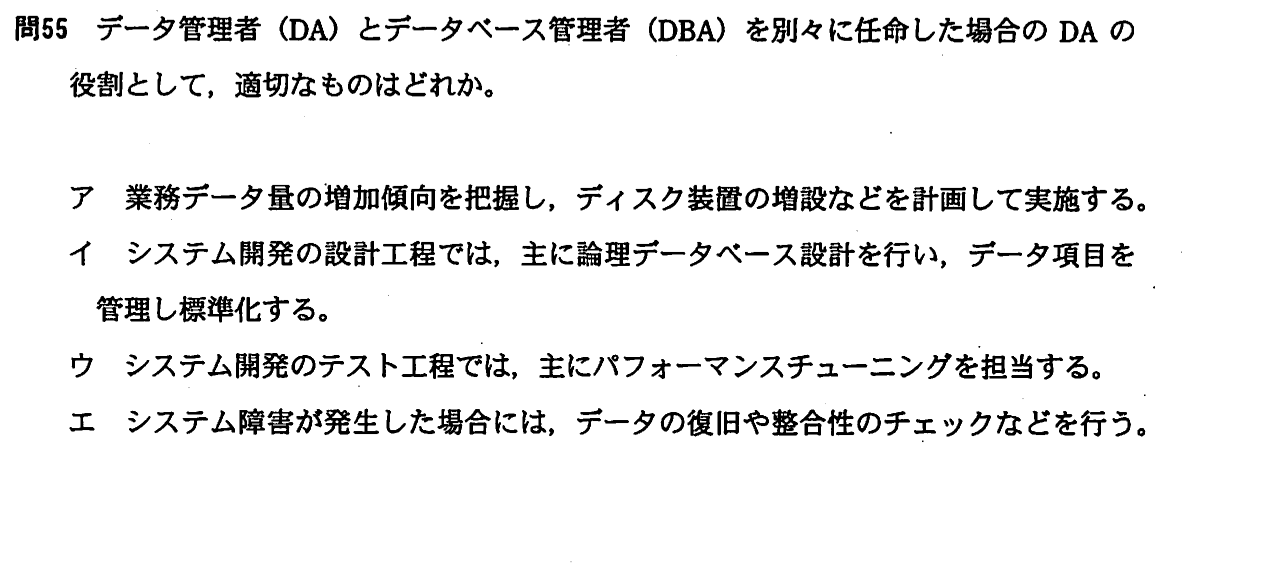 問55 データ管理者（DA）とデータベース管理者（DBA）を別々に任命した場合の DA の
役割として，適切なものはどれか。
ア 業務データ量の増加傾向を把握し，ディスク装置の増設などを計画して実施する。
イ システム開発の設計工程では，主に論理データベース設計を行い，データ項目を
管理し標準化する。
ウ システム開発のテスト工程では，主にパフォーマンスチューニングを担当する。
エ システム障害が発生した場合には，データの復旧や整合性のチェックなどを行う。